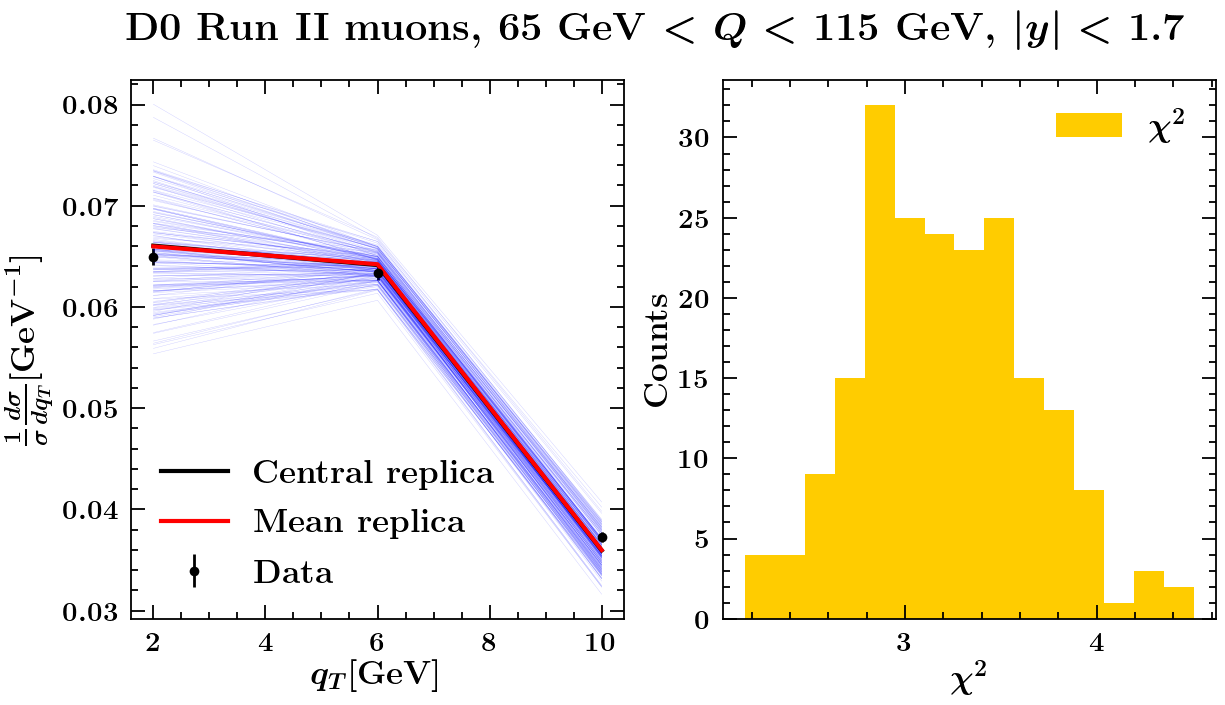 D0 Run II muons, 65 GeV < Q < 115 GeV, |y| < 1.7
0.08
0.07
0.06
0.05
0.04
0.03
1/σ dσ/dq_T [GeV⁻¹]
Central replica
Mean replica
Data
2 4 6 8 10
q_T[GeV]
χ²
30
25
20
15
10
5
0
Counts
3 4
χ²